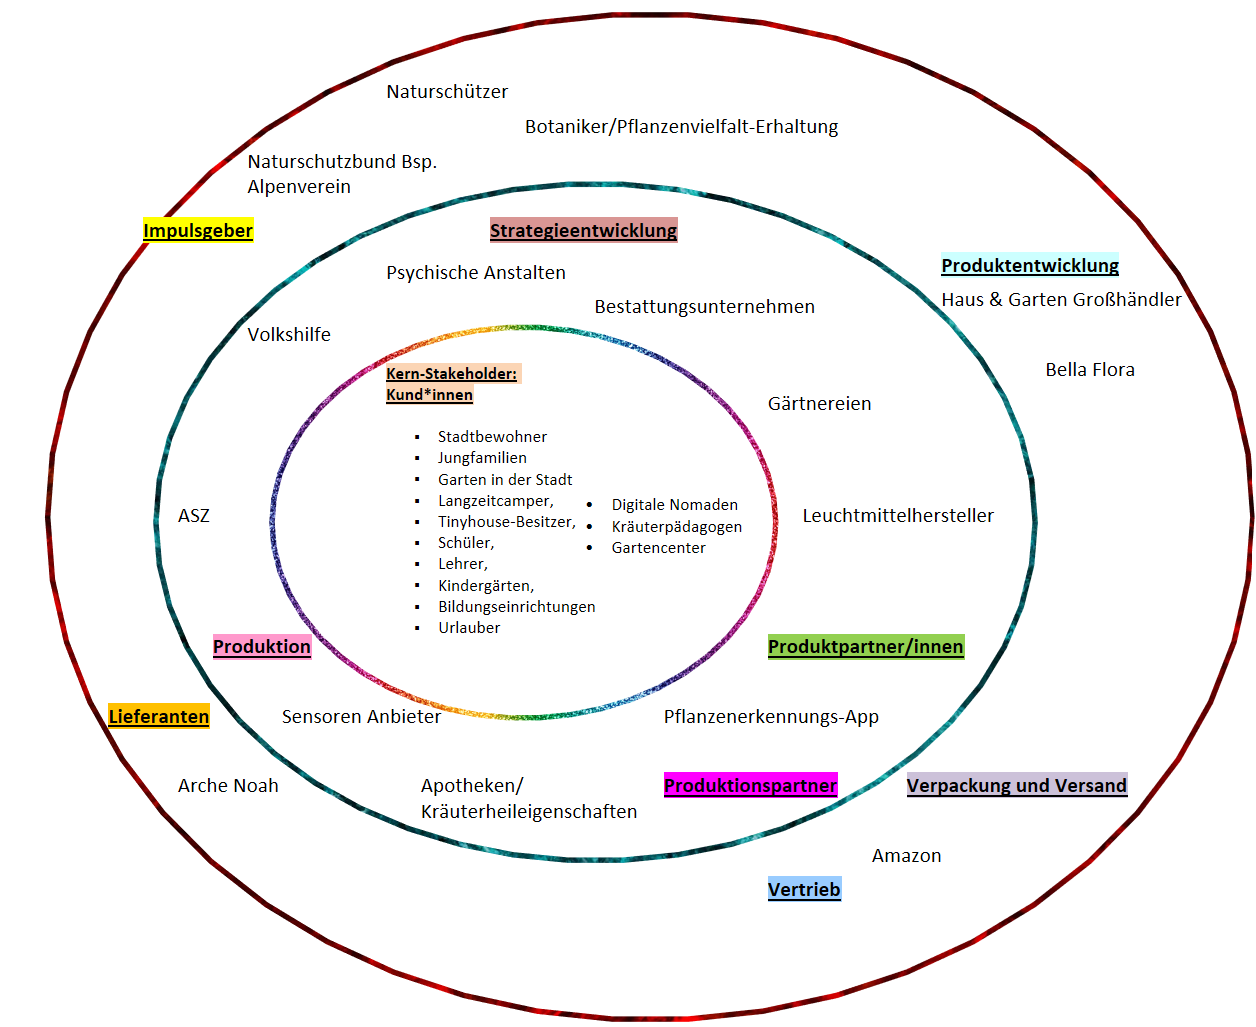 Naturschützer
Botaniker/Pflanzenvielfalt-Erhaltung
Naturschutzbund Bsp.
Alpenverein
Impulsgeber
Strategieentwicklung
Produktentwicklung
Psychische Anstalten
Haus & Garten Großhändler
Bestattungsunternehmen
Volkshilfe
Bella Flora
Kern-Stakeholder:
Kund*innen
Gärtnereien
▪ Stadtbewohner
▪ Jungfamilien
▪ Garten in der Stadt
▪ Langzeitcamper,
▪ Tinyhouse-Besitzer,
▪ Schüler,
▪ Lehrer,
▪ Kindergärten,
▪ Bildungseinrichtungen
▪ Urlauber
• Digitale Nomaden
• Kräuterpädagogen
• Gartencenter
ASZ
Leuchtmittelhersteller
Produktion
Produktpartner/innen
Lieferanten
Sensoren Anbieter
Pflanzenerkennungs-App
Arche Noah
Apotheken/
Kräuterheileigenschaften
Produktionspartner
Verpackung und Versand
Amazon
Vertrieb